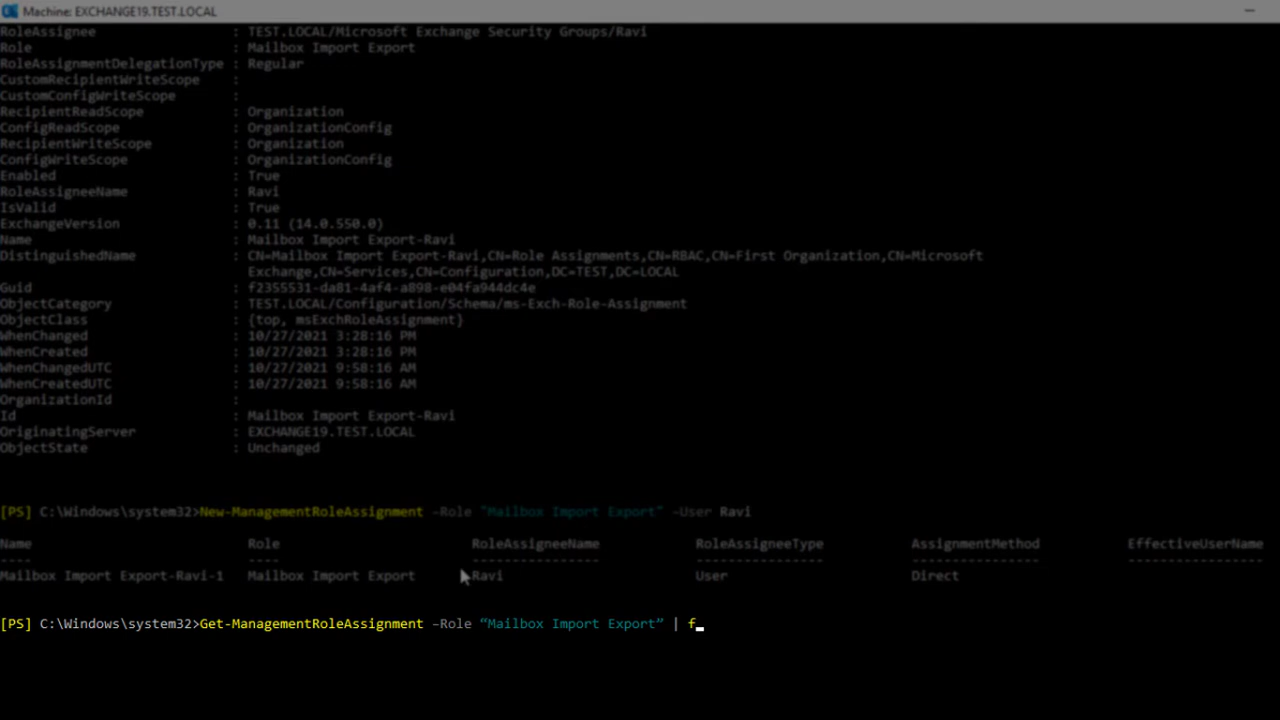 Machine: EXCHANGE19.TEST.LOCAL
RoleAssignee : TEST.LOCAL/Microsoft Exchange Security Groups/Ravi
Role : Mailbox Import Export
RoleAssignmentDelegationType : Regular
CustomRecipientWriteScope :
CustomConfigWriteScope :
RecipientReadScope : Organization
ConfigReadScope : OrganizationConfig
RecipientWriteScope : Organization
ConfigWriteScope : OrganizationConfig
Enabled : True
RoleAssigneeName : Ravi
IsValid : True
ExchangeVersion : 0.11 (14.0.550.0)
Name : Mailbox Import Export-Ravi
DistinguishedName : CN=Mailbox Import Export-Ravi,CN=Role Assignments,CN=RBAC,CN=First Organization,CN=Microsoft
Exchange,CN=Services,CN=Configuration,DC=TEST,DC=LOCAL
Guid : f2355531-da81-4af4-a898-e04fa944dc4e
ObjectCategory : TEST.LOCAL/Configuration/Schema/ms-Exch-Role-Assignment
ObjectClass : {top, msExchRoleAssignment}
WhenChanged : 10/27/2021 3:28:16 PM
WhenCreated : 10/27/2021 3:28:16 PM
WhenChangedUTC : 10/27/2021 9:58:16 AM
WhenCreatedUTC : 10/27/2021 9:58:16 AM
OrganizationId :
Id : Mailbox Import Export-Ravi
OriginatingServer : EXCHANGE19.TEST.LOCAL
ObjectState : Unchanged
[PS] C:\Windows\system32>New-ManagementRoleAssignment –Role "Mailbox Import Export" –User Ravi
Name Role RoleAssigneeName RoleAssigneeType AssignmentMethod EffectiveUserName
---- ---- ---------------- ---------------- ---------------- -----------------
Mailbox Import Export-Ravi-1 Mailbox Import Export Ravi User Direct
[PS] C:\Windows\system32>Get-ManagementRoleAssignment –Role “Mailbox Import Export” | f_